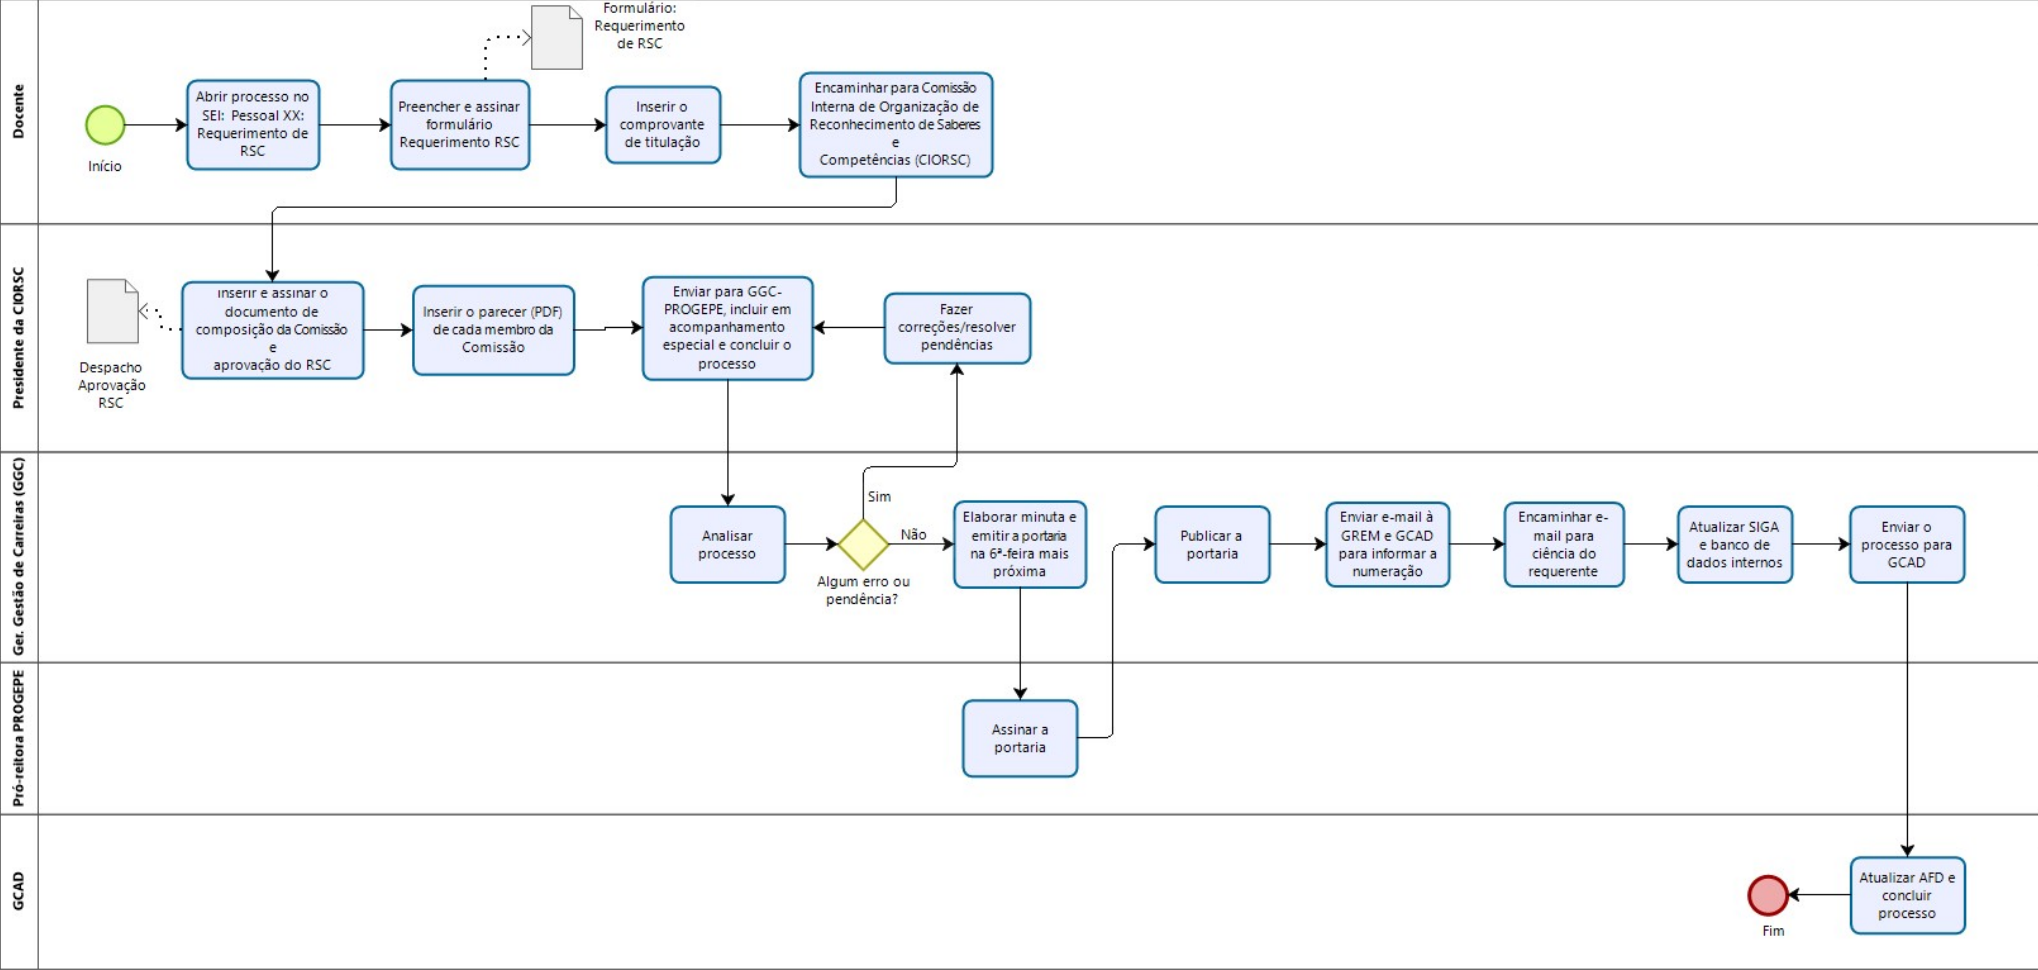 Docente
Início
Abrir processo no
SEI: Pessoal XX:
Requerimento de
RSC
Preencher e assinar
formulário
Requerimento RSC
Formulário:
Requerimento
de RSC
Inserir o
comprovante
de titulação
Encaminhar para Comissão
Interna de Organização de
Reconhecimento de Saberes
e
Competências (CIORSC)
Presidente da CIORSC
Despacho
Aprovação
RSC
Inserir e assinar o
documento de
composição da Comissão
e
aprovação do RSC
Inserir o parecer (PDF)
de cada membro da
Comissão
Enviar para GGC-
PROGEPE, incluir em
acompanhamento
especial e concluir o
processo
Fazer
correções/resolver
pendências
Ger. Gestão de Carreiras (GGC)
Analisar
processo
Sim
Não
Algum erro ou
pendência?
Elaborar minuta e
emitir a portaria
na 6ª-feira mais
próxima
Publicar a
portaria
Enviar e-mail à
GREM e GCAD
para informar a
numeração
Encaminhar e-
mail para
ciência do
requerente
Atualizar SIGA
e banco de
dados internos
Enviar o
processo para
GCAD
Pró-reitora PROGEPE
Assinar a
portaria
GCAD
Atualizar AFD e
concluir
processo
Fim